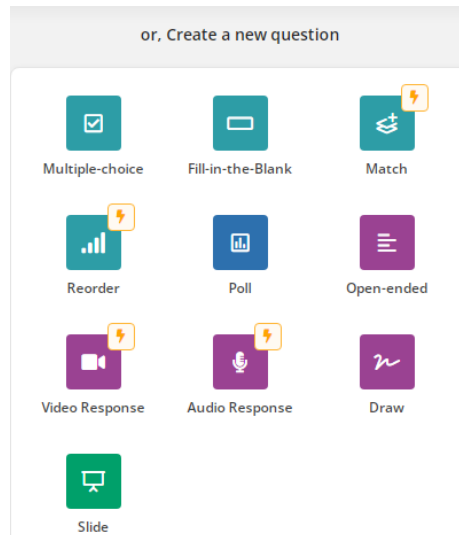 or, Create a new question
Multiple-choice
Fill-in-the-Blank
Match
Reorder
Poll
Open-ended
Video Response
Audio Response
Draw
Slide